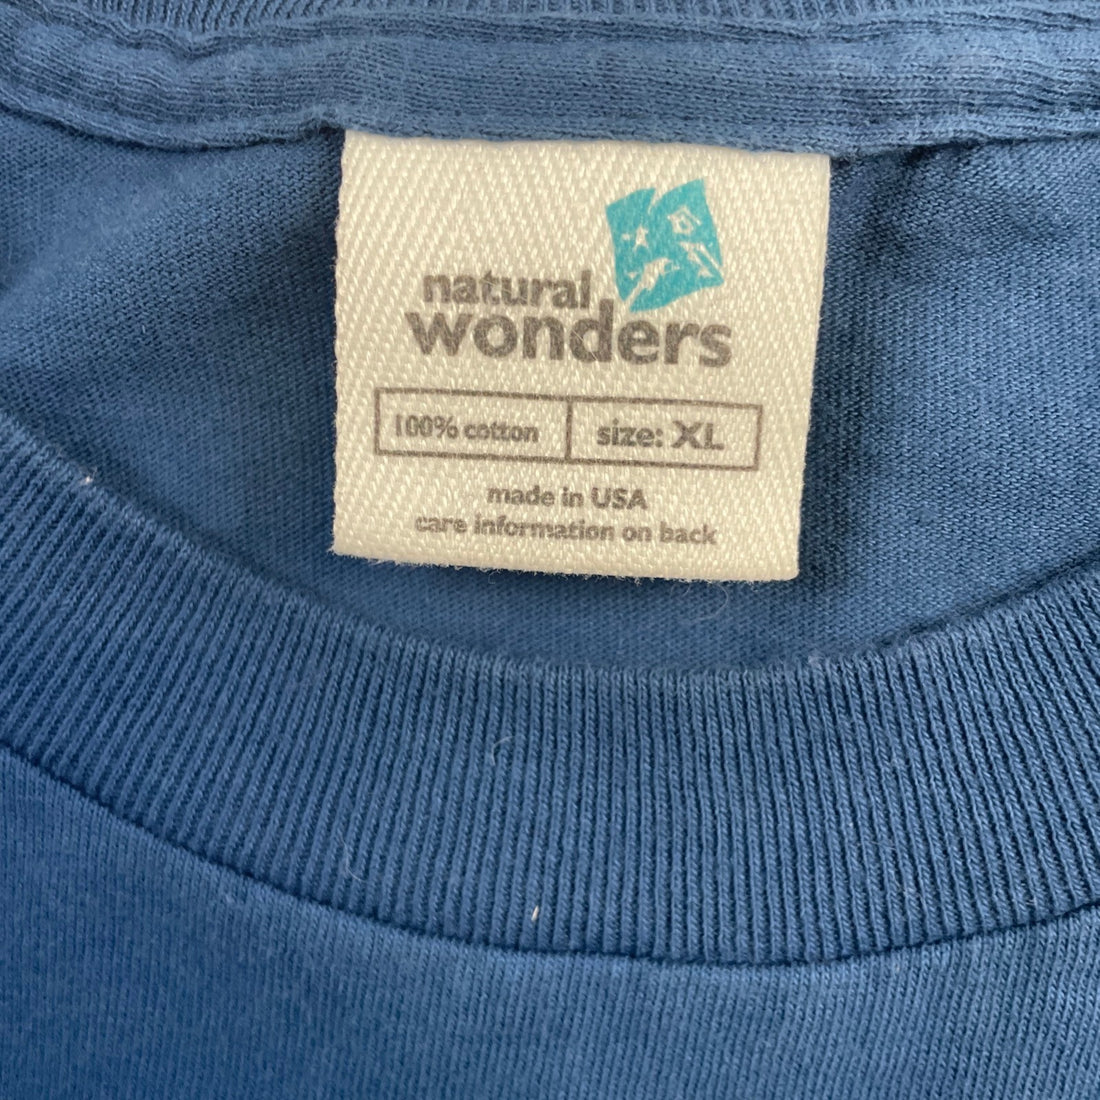 natural
wonders
100% cotton
size: XL
made in USA
care information on back